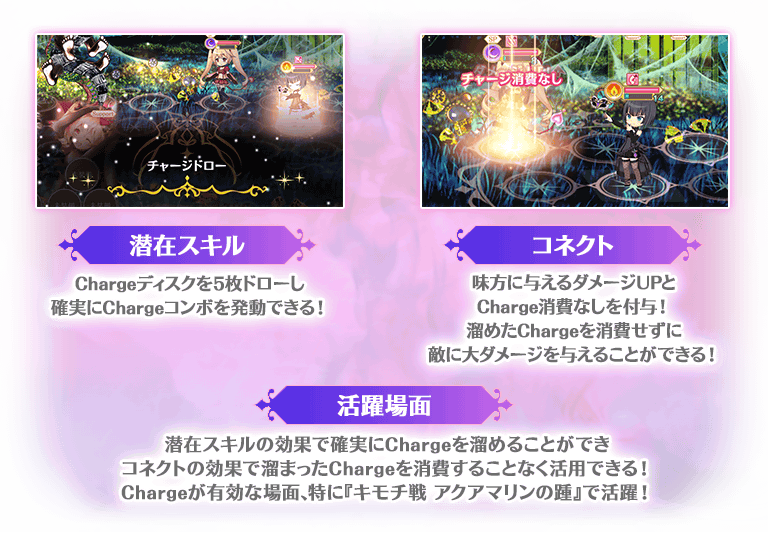 チャージドロー
チャージ消費なし
潜在スキル
Chargeディスクを5枚ドローし
確実にChargeコンボを発動できる!
コネクト
味方に与えるダメージUPと
Charge消費なしを付与!
溜めたChargeを消費せずに
敵に大ダメージを与えることができる!
活躍場面
潜在スキルの効果で確実にChargeを溜めることができ
コネクトの効果で溜まったChargeを消費することなく活用できる!
Chargeが有効な場面、特に『キモチ戦 アクアマリンの踵』で活躍!